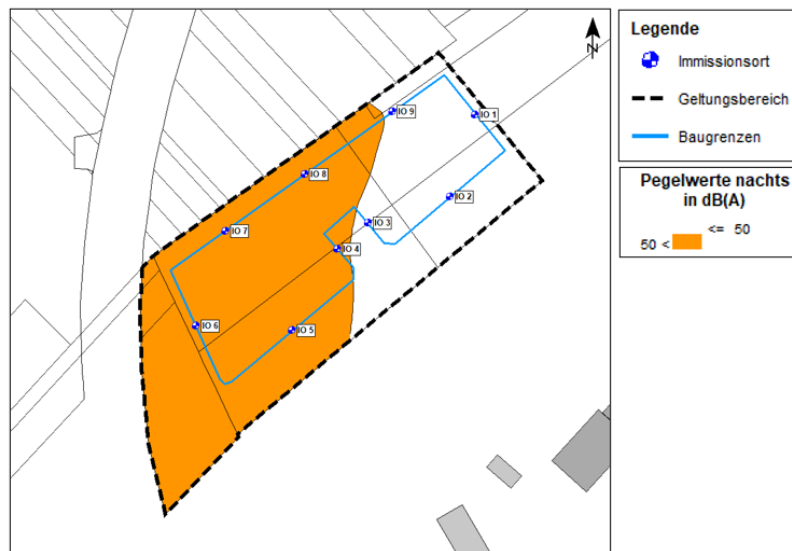 N
IO 1
IO 2
IO 3
IO 4
IO 5
IO 6
IO 7
IO 8
IO 9
Legende
Immissionsort
Geltungsbereich
Baugrenzen
Pegelwerte nachts
in dB(A)
<= 50
50 <